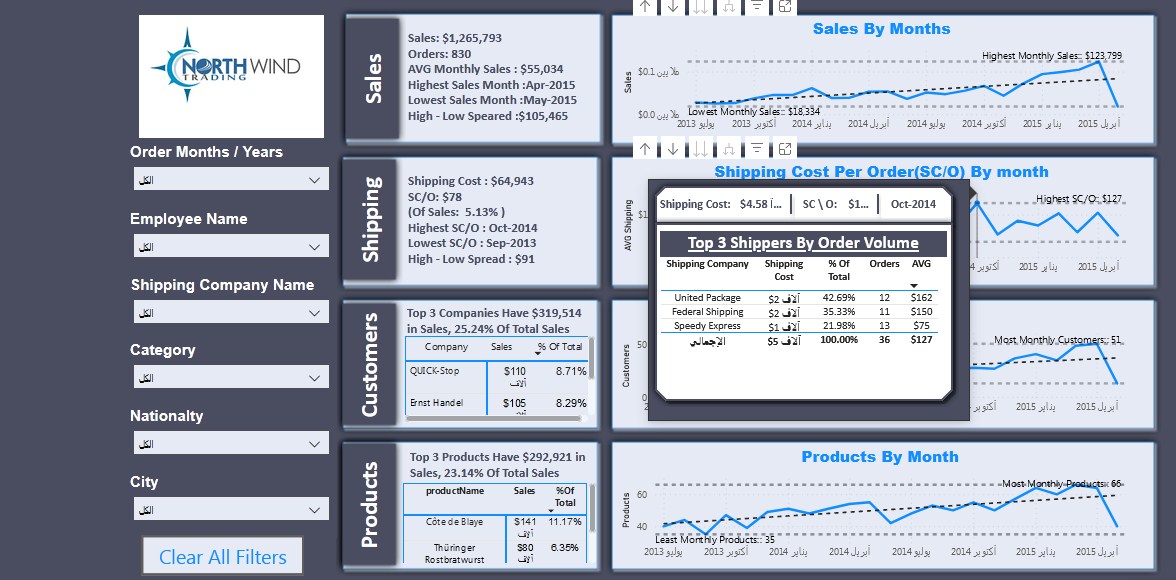 NORTHWIND
TRADING
Order Months / Years
الكل
Employee Name
الكل
Shipping Company Name
الكل
Category
الكل
Nationalty
الكل
City
الكل
Clear All Filters
Sales
Sales: $1,265,793
Orders: 830
AVG Monthly Sales : $55,034
Highest Sales Month :Apr-2015
Lowest Sales Month :May-2015
High - Low Speared :$105,465
Sales By Months
Sales
Highest Monthly Sales:: $123,799
$0.1 ملايين
$0.0 ملايين
Lowest Monthly Sales:: $18,334
يوليو 2013
أكتوبر 2013
يناير 2014
أبريل 2014
يوليو 2014
أكتوبر 2014
يناير 2015
أبريل 2015
Shipping
Shipping Cost : $64,943
SC/O: $78
(Of Sales: 5.13% )
Highest SC/O : Oct-2014
Lowest SC/O : Sep-2013
High - Low Spread : $91
Shipping Cost Per Order(SC/O) By month
AVG Shipping
Highest SC/O: $127
يناير 2015
أبريل 2015
Shipping Cost: $4.58 آ...
SC \ O: $1...
Oct-2014
Top 3 Shippers By Order Volume
Shipping Company Shipping Cost % Of Total Orders AVG
United Package $2 آلاف 42.69% 12 $162
Federal Shipping $2 آلاف 35.33% 11 $150
Speedy Express $1 آلاف 21.98% 13 $75
الإجمالي $5 آلاف 100.00% 36 $127
Customers
Top 3 Companies Have $319,514
in Sales, 25.24% Of Total Sales
Company Sales % Of Total
QUICK-Stop $110 آلاف 8.71%
Ernst Handel $105 8.29%
Customers
50
Most Monthly Customers:: 51
أكتوبر
يناير 2015
أبريل 2015
Products
Top 3 Products Have $292,921 in
Sales, 23.14% Of Total Sales
productName Sales %Of Total
Côte de Blaye $141 آلاف 11.17%
Thüringer Rostbratwurst $80 آلاف 6.35%
Products By Month
Products
Most Monthly Products:: 66
60
40
Least Monthly Products:: 35
يوليو 2013
أكتوبر 2013
يناير 2014
أبريل 2014
يوليو 2014
أكتوبر 2014
يناير 2015
أبريل 2015